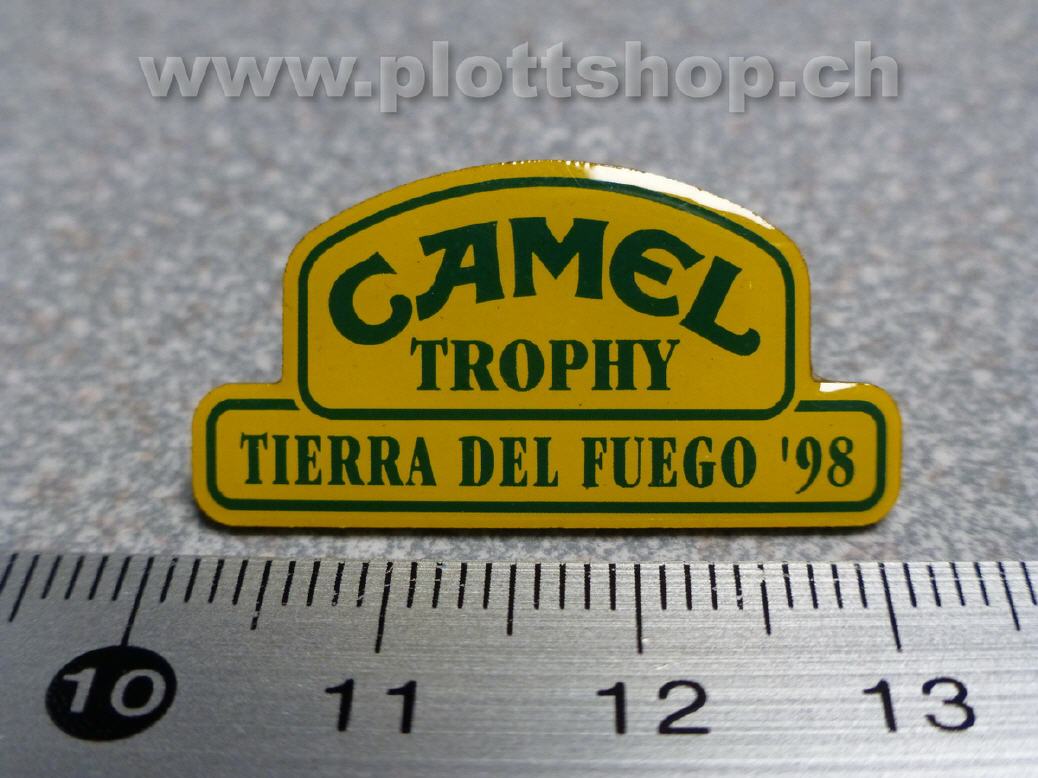 www.plottshop.ch
CAMEL
TROPHY
TIERRA DEL FUEGO '98
10 11 12 13